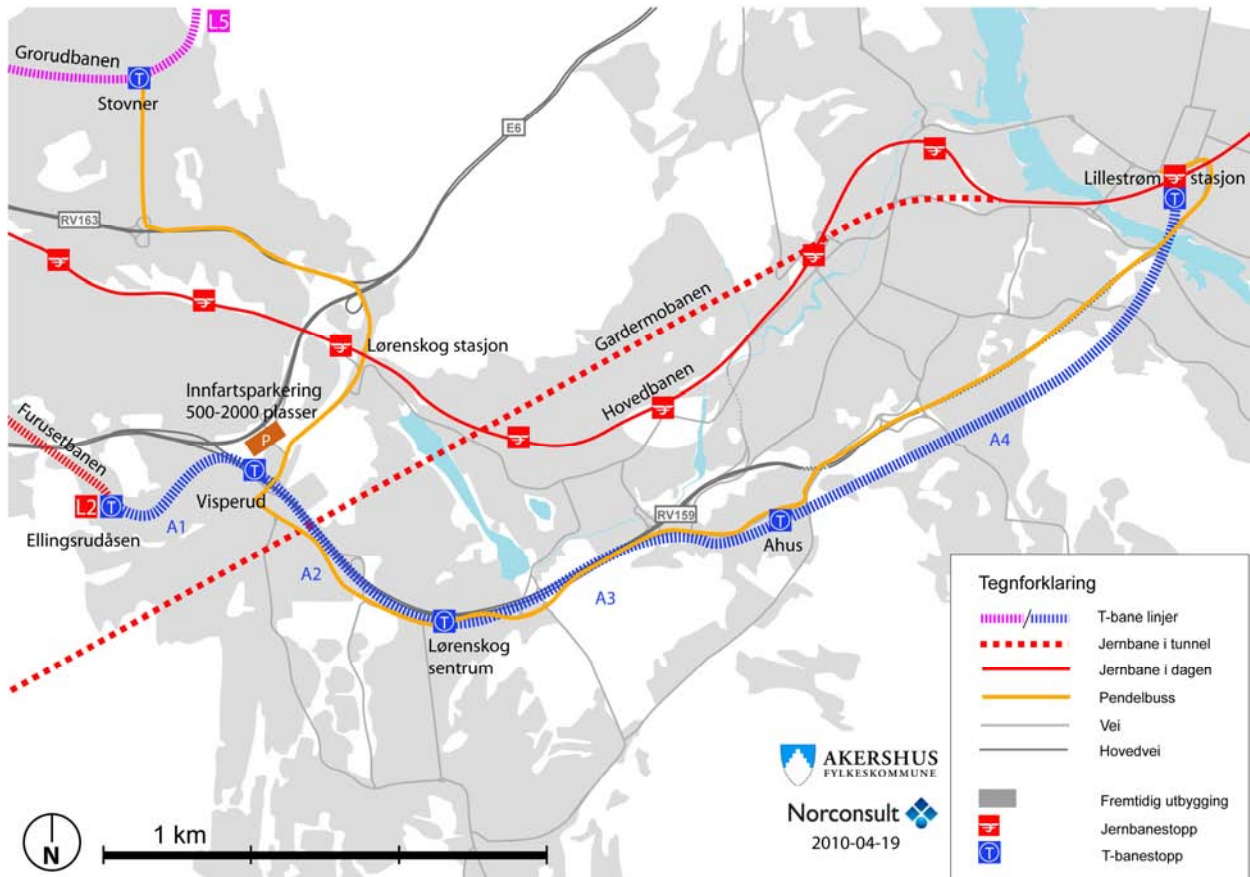 L5
Grorudbanen
T
Stovner
E6
RV163
Lillestrøm stasjon
T
Gardermobanen
Lørenskog stasjon
Innfartsparkering
500-2000 plasser
P
Hovedbanen
Furusetbanen
T
Visperud
L2 T
Ellingsrudåsen
A1
A2
A3
A4
RV159
T
Ahus
T
Lørenskog
sentrum
Tegnforklaring
T-bane linjer
Jernbane i tunnel
Jernbane i dagen
Pendelbuss
Vei
Hovedvei
Fremtidig utbygging
Jernbanestopp
T T-banestopp
AKERSHUS
FYLKESKOMMUNE
Norconsult
2010-04-19
N
1 km